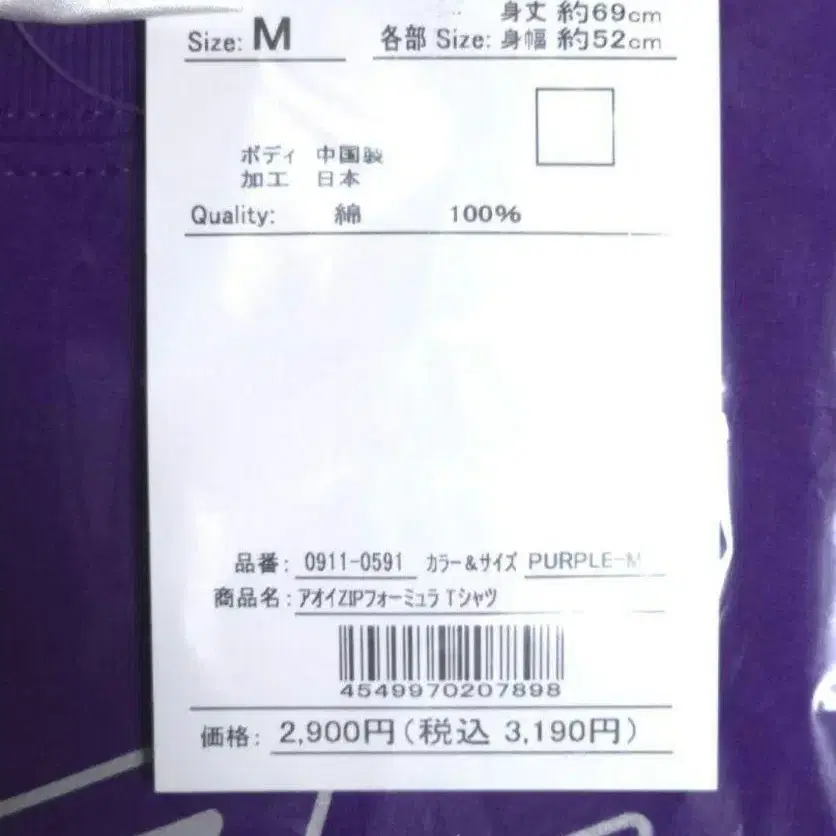 身丈 約69cm
Size: M 各部 Size: 身幅 約52cm
ボディ 中国製
加工 日本
Quality: 綿 100%
品番: 0911-0591 カラー&サイズ PURPLE-M
商品名: アオイZIPフォーミュラTシャツ
4549970207898
価格: 2,900円(税込 3,190円)